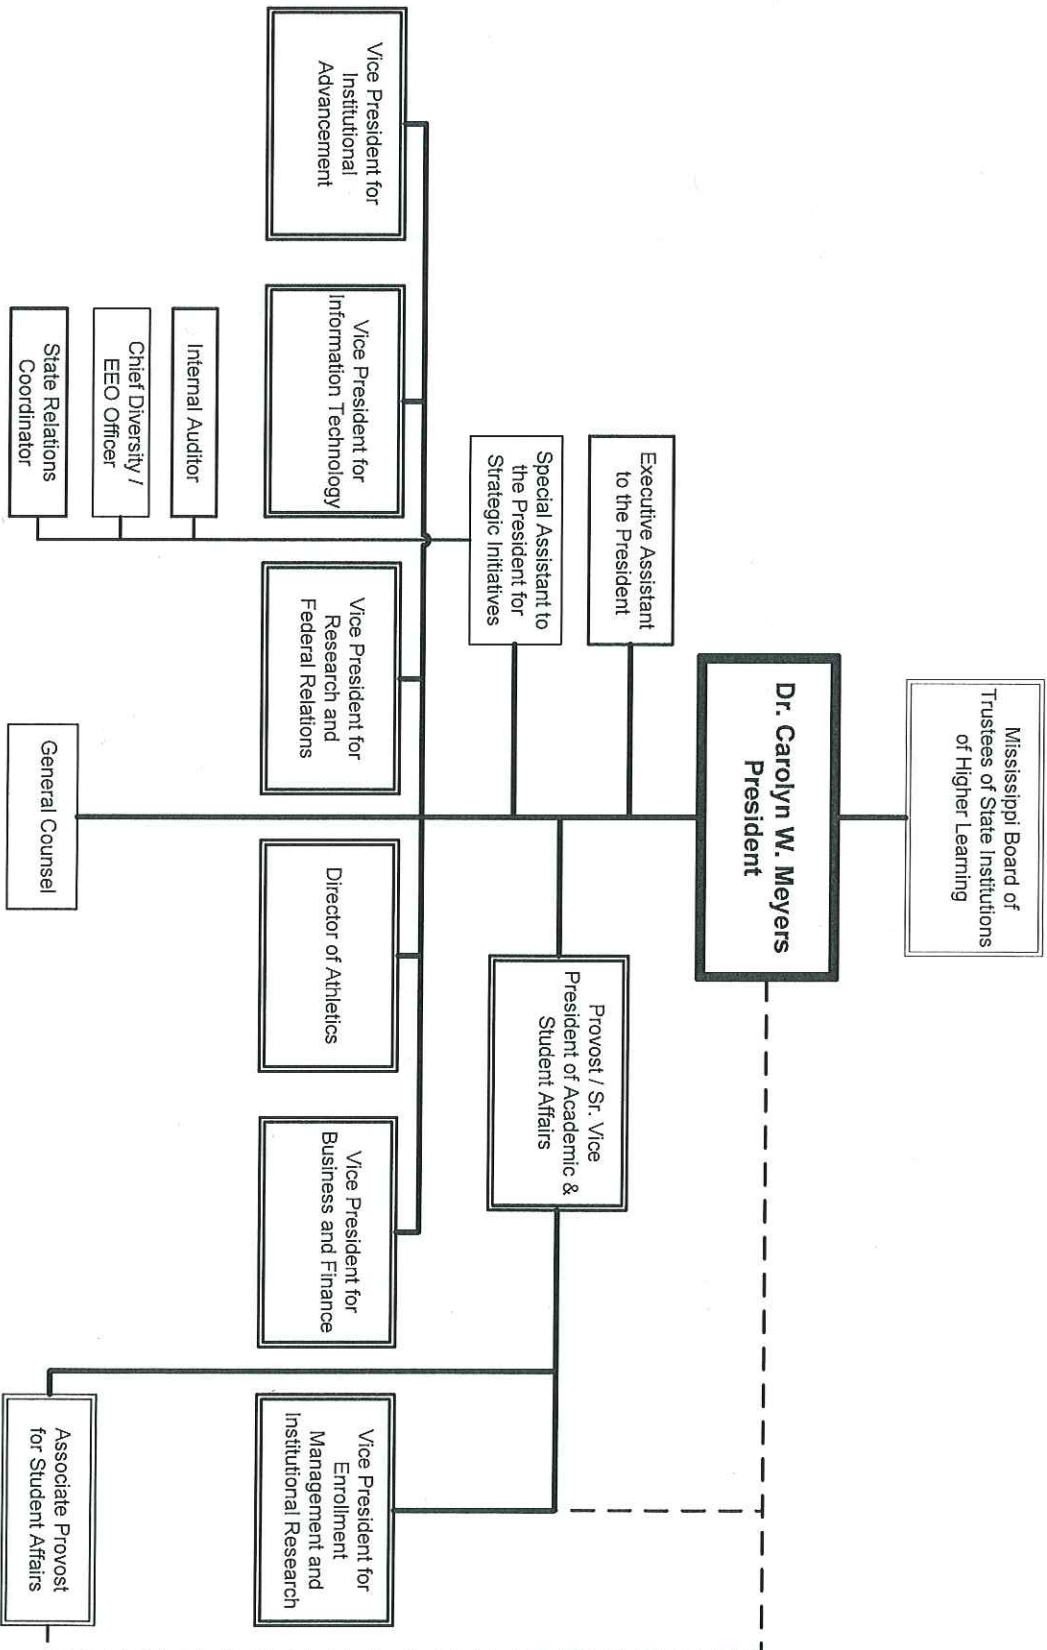 Mississippi Board of
Trustees of State Institutions
of Higher Learning
Dr. Carolyn W. Meyers
President
Executive Assistant
to the President
Special Assistant to
the President for
Strategic Initiatives
Provost / Sr. Vice
President of Academic &
Student Affairs
Vice President for
Institutional
Advancement
Vice President for
Information Technology
Vice President for
Research and
Federal Relations
Director of Athletics
Vice President for
Business and Finance
Vice President for
Enrollment
Management and
Institutional Research
Internal Auditor
Chief Diversity /
EEO Officer
State Relations
Coordinator
General Counsel
Associate Provost
for Student Affairs